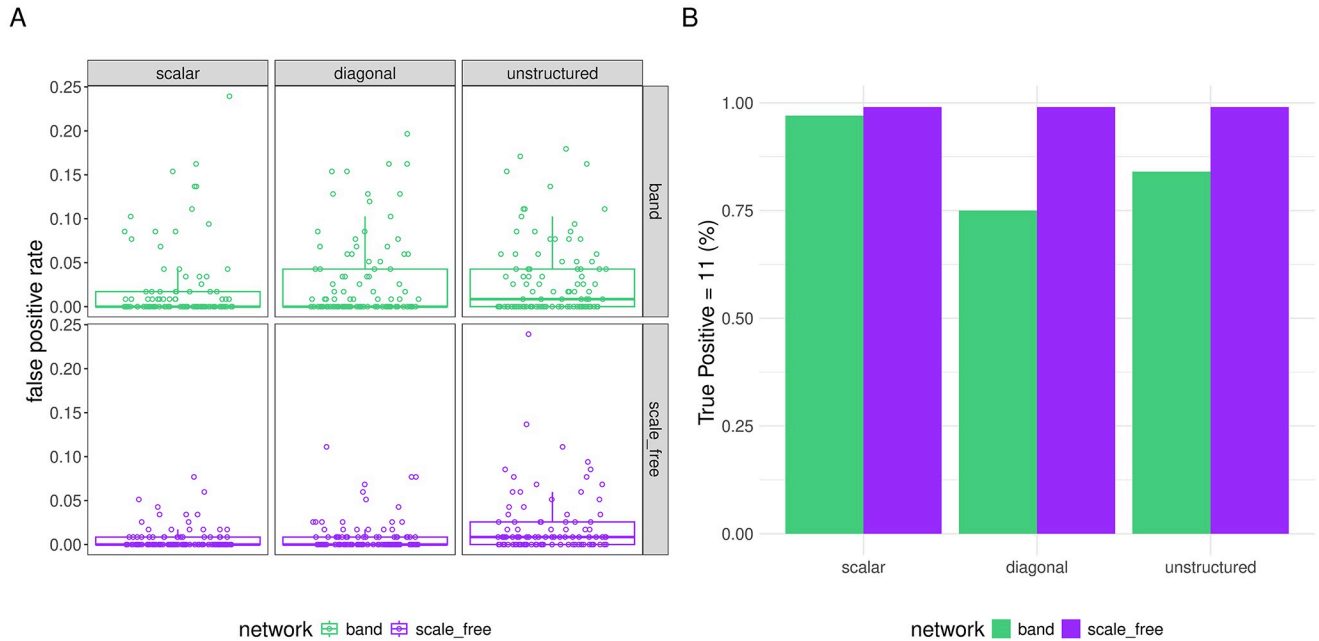 A
scalar diagonal unstructured
false positive rate
0.25
0.20
0.15
0.10
0.05
0.00
band
0.25
0.20
0.15
0.10
0.05
0.00
scale_free
network band scale_free
B
True Positive = 11 (%)
1.00
0.75
0.50
0.25
0.00
scalar diagonal unstructured
network band scale_free